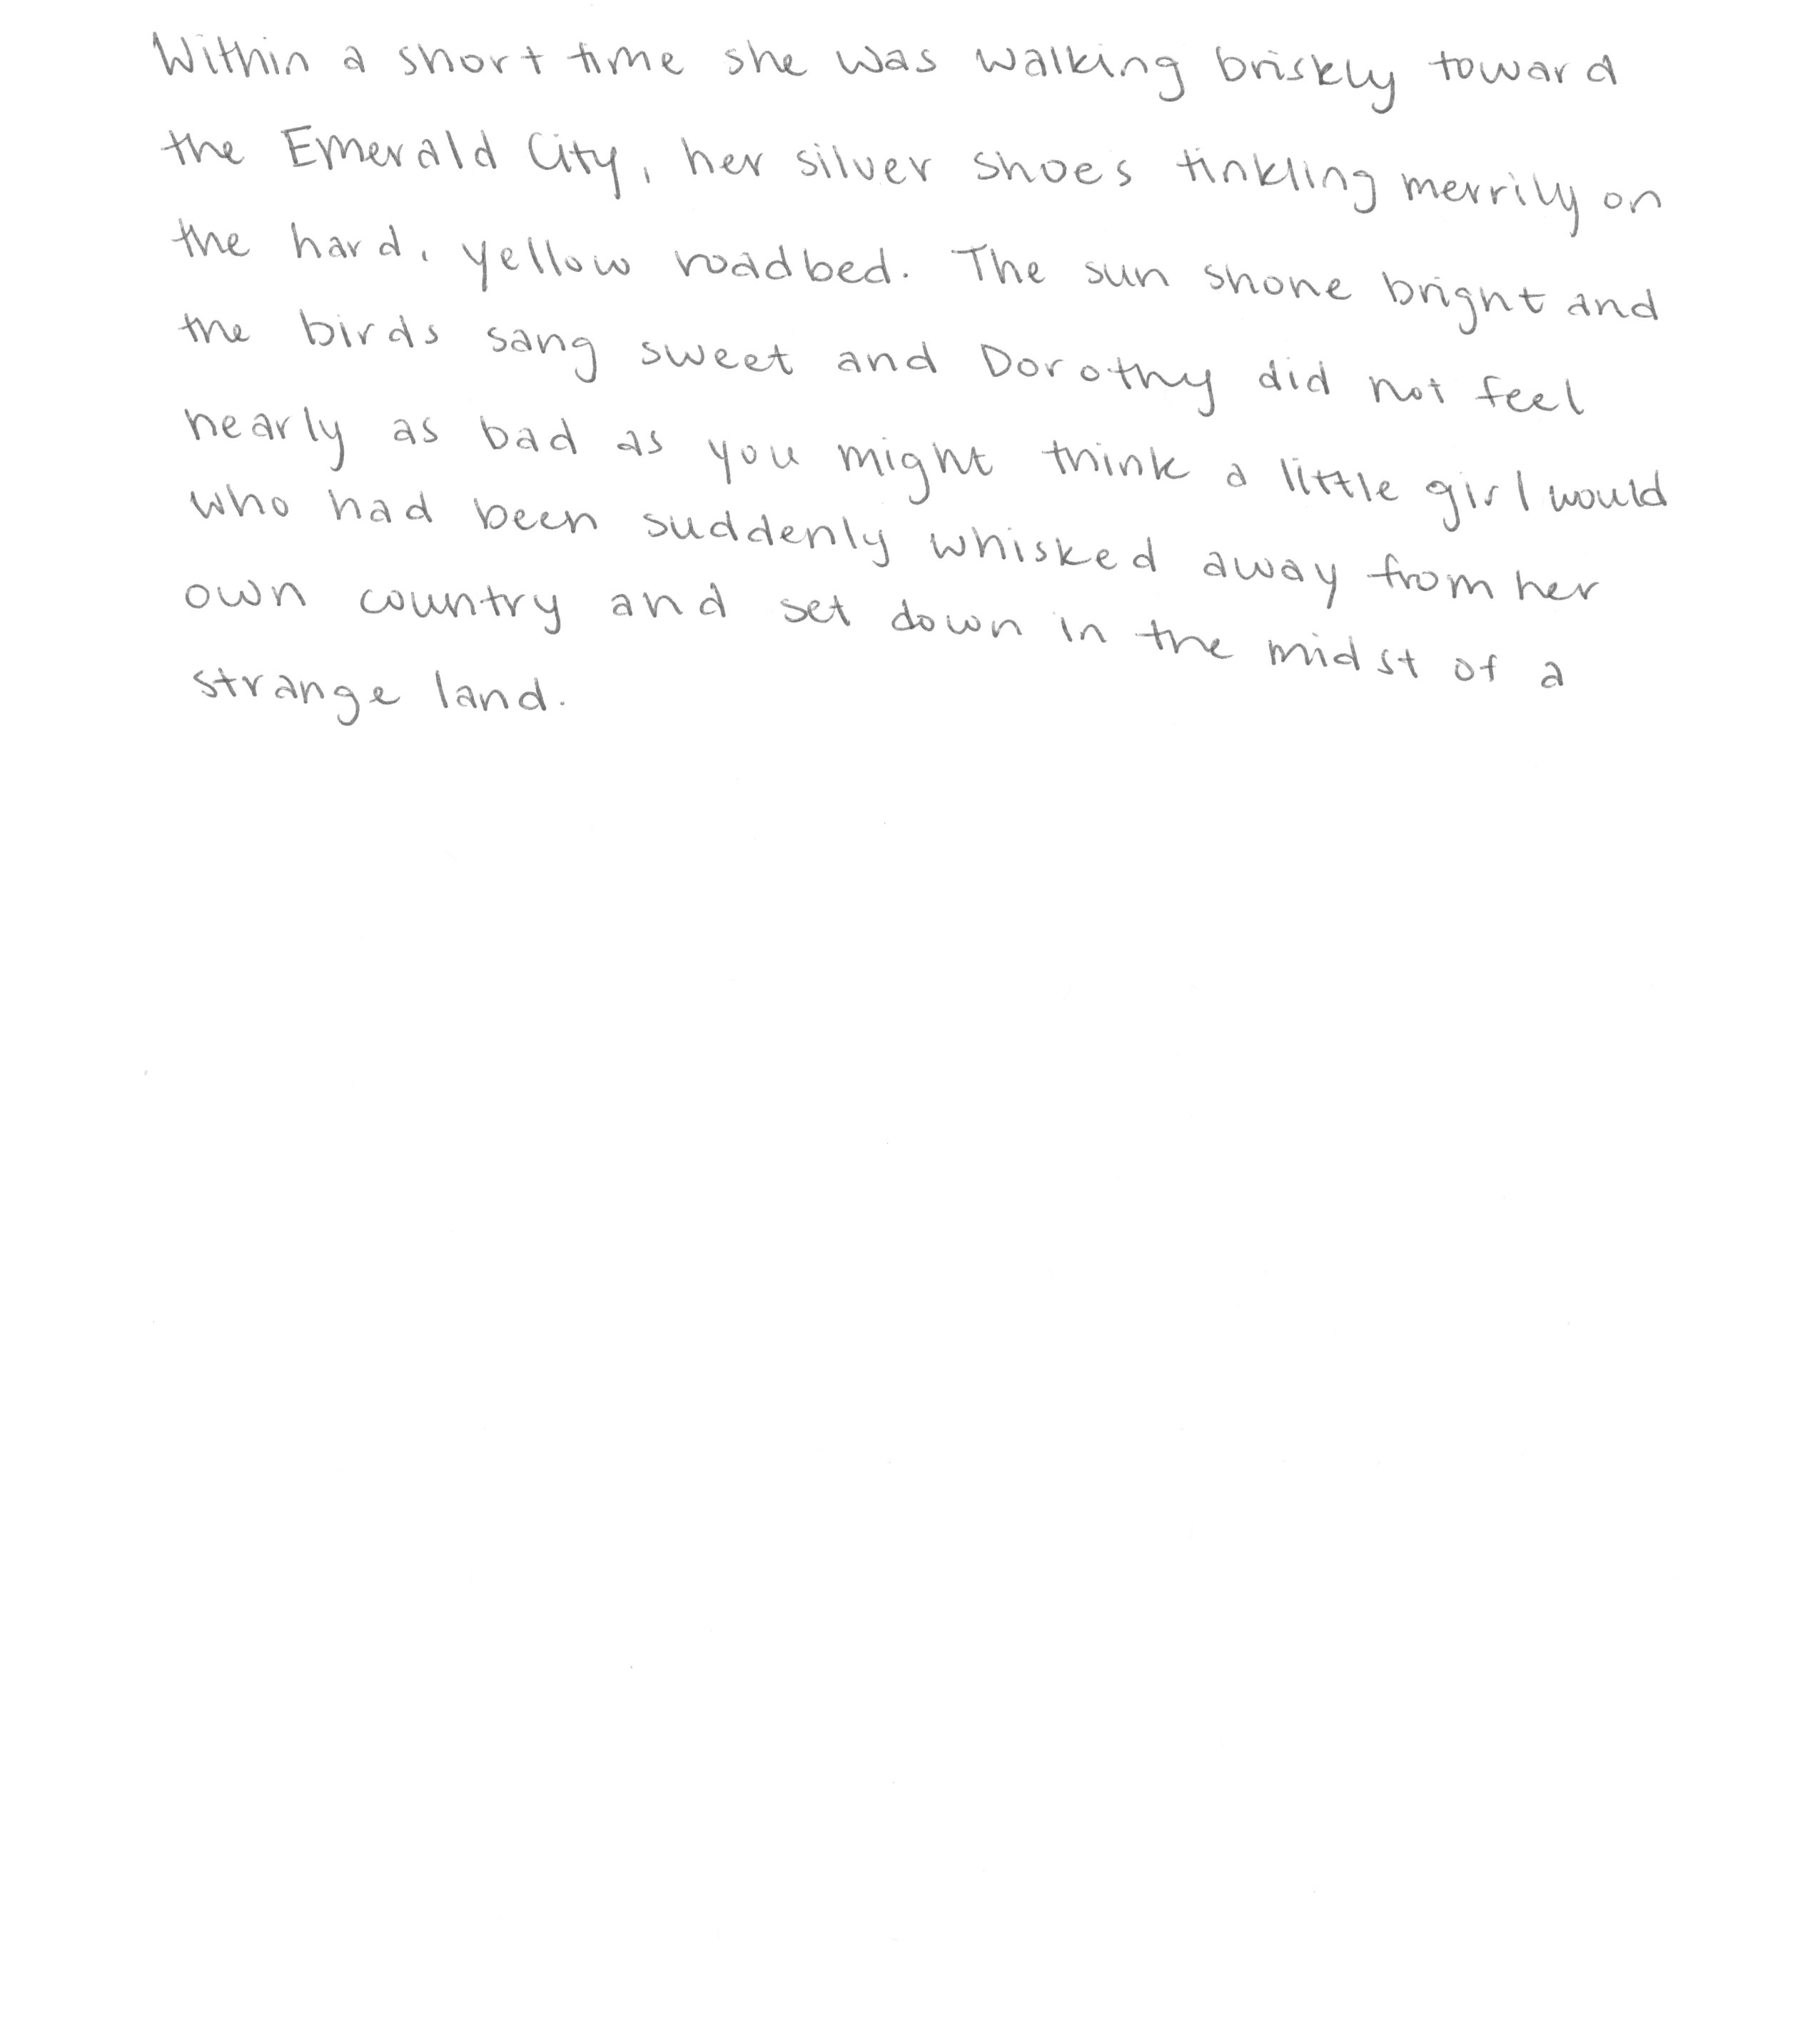 Within a short time she was walking briskly toward
the Emerald City, her silver shoes tinkling merrily on
the hard, yellow roadbed. The sun shone bright and
the birds sang sweet and Dorothy did not feel
nearly as bad as you might think a little girl would
who had been suddenly whisked away from her
own country and set down in the midst of a
strange land.